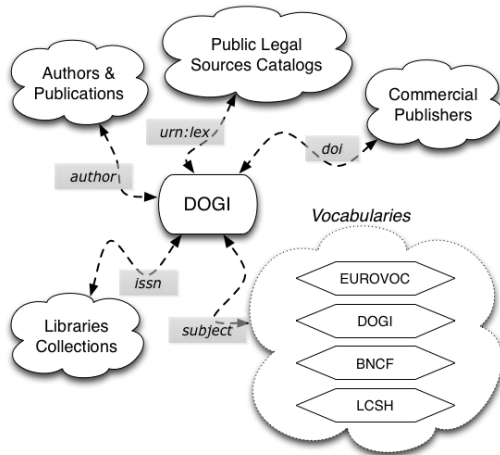 Public Legal
Sources Catalogs
Authors &
Publications
Commercial
Publishers
urn:lex
doi
author
DOGI
Vocabularies
issn
EUROVOC
Libraries
Collections
subject
DOGI
BNCF
LCSH